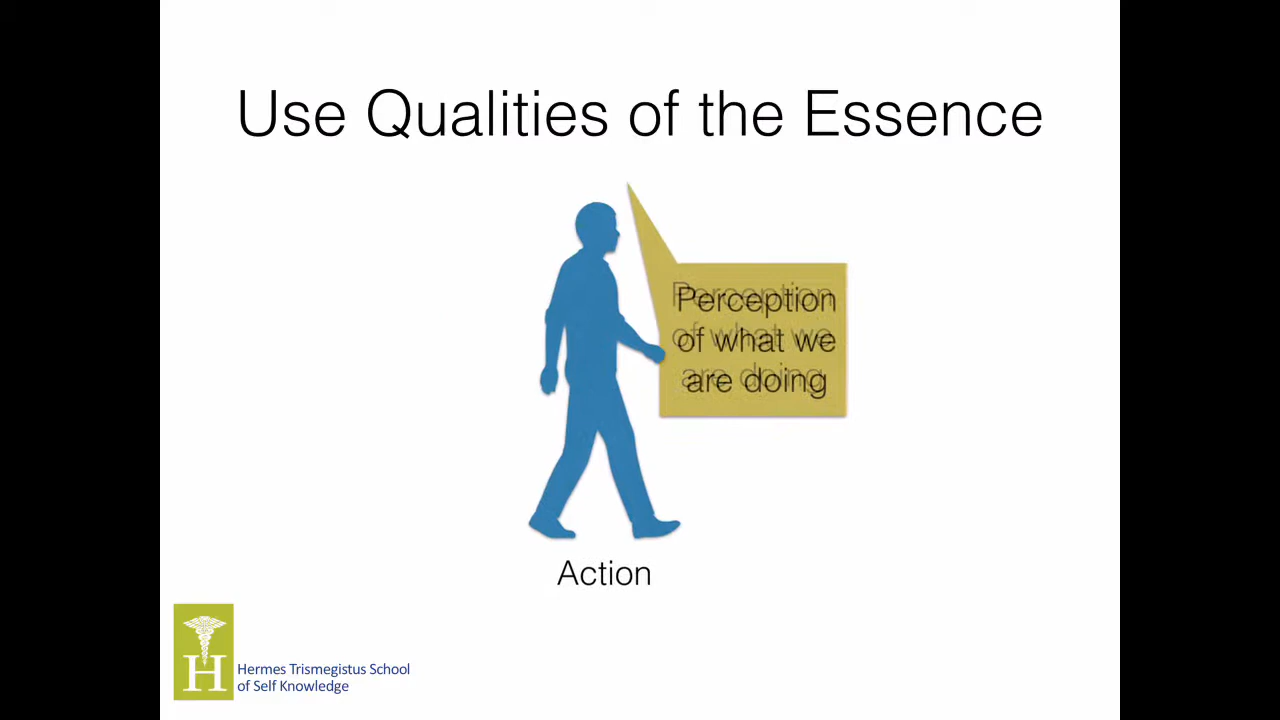 Use Qualities of the Essence
Perception
of what we
are doing
Action
H
Hermes Trismegistus School
of Self Knowledge